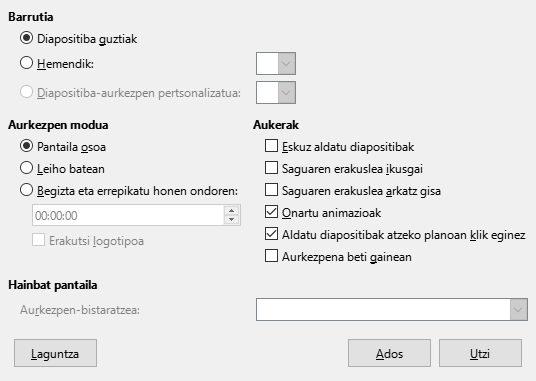 Barrutia
Diapositiba guztiak
Hemendik:
Diapositiba-aurkezpen pertsonalizatua:
Aurkezpen modua
Pantaila osoa
Leiho batean
Begizta eta errepikatu honen ondoren:
00:00:00
Erakutsi logotipoa
Aukerak
Eskuz aldatu diapositibak
Saguaren erakuslea ikusgai
Saguaren erakuslea arkatz gisa
Onartu animazioak
Aldatu diapositibak atzeko planoan klik eginez
Aurkezpena beti gainean
Hainbat pantaila
Aurkezpen-bistaratzea:
Laguntza
Ados
Utzi